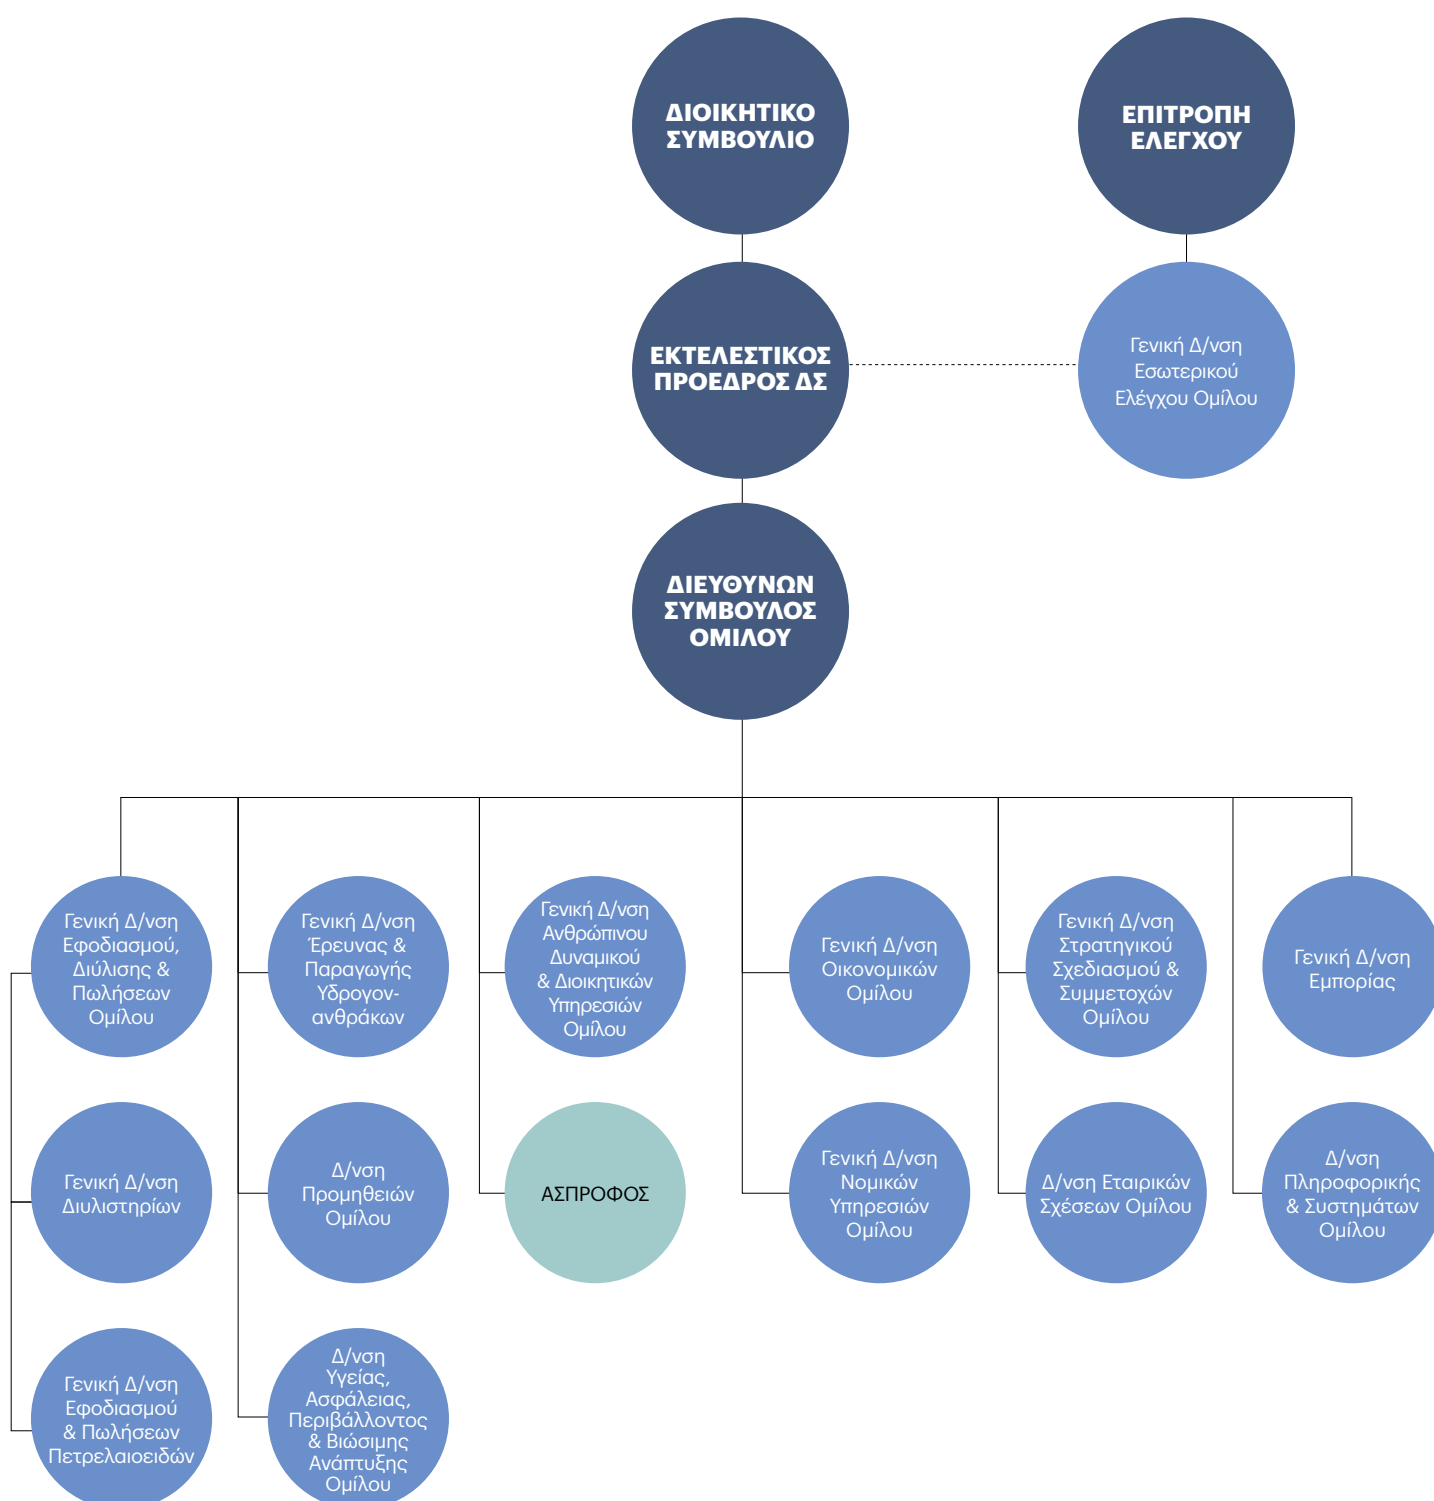 ΔΙΟΙΚΗΤΙΚΟ
ΣΥΜΒΟΥΛΙΟ
ΕΠΙΤΡΟΠΗ
ΕΛΕΓΧΟΥ
ΕΚΤΕΛΕΣΤΙΚΟΣ
ΠΡΟΕΔΡΟΣ ΔΣ
Γενική Δ/νση
Εσωτερικού
Ελέγχου Ομίλου
ΔΙΕΥΘΥΝΩΝ
ΣΥΜΒΟΥΛΟΣ
ΟΜΙΛΟΥ
Γενική Δ/νση
Εφοδιασμού,
Διύλισης &
Πωλήσεων
Ομίλου
Γενική Δ/νση
Έρευνας &
Παραγωγής
Υδρογον-
ανθράκων
Γενική Δ/νση
Ανθρώπινου
Δυναμικού
& Διοικητικών
Υπηρεσιών
Ομίλου
Γενική Δ/νση
Οικονομικών
Ομίλου
Γενική Δ/νση
Στρατηγικού
Σχεδιασμού &
Συμμετοχών
Ομίλου
Γενική Δ/νση
Εμπορίας
Γενική Δ/νση
Διυλιστηρίων
Δ/νση
Προμηθειών
Ομίλου
ΑΣΠΡΟΦΟΣ
Γενική Δ/νση
Νομικών
Υπηρεσιών
Ομίλου
Δ/νση Εταιρικών
Σχέσεων Ομίλου
Δ/νση
Πληροφορικής
& Συστημάτων
Ομίλου
Γενική Δ/νση
Εφοδιασμού
& Πωλήσεων
Πετρελαιοειδών
Δ/νση
Υγείας,
Ασφάλειας,
Περιβάλλοντος
& Βιώσιμης
Ανάπτυξης
Ομίλου